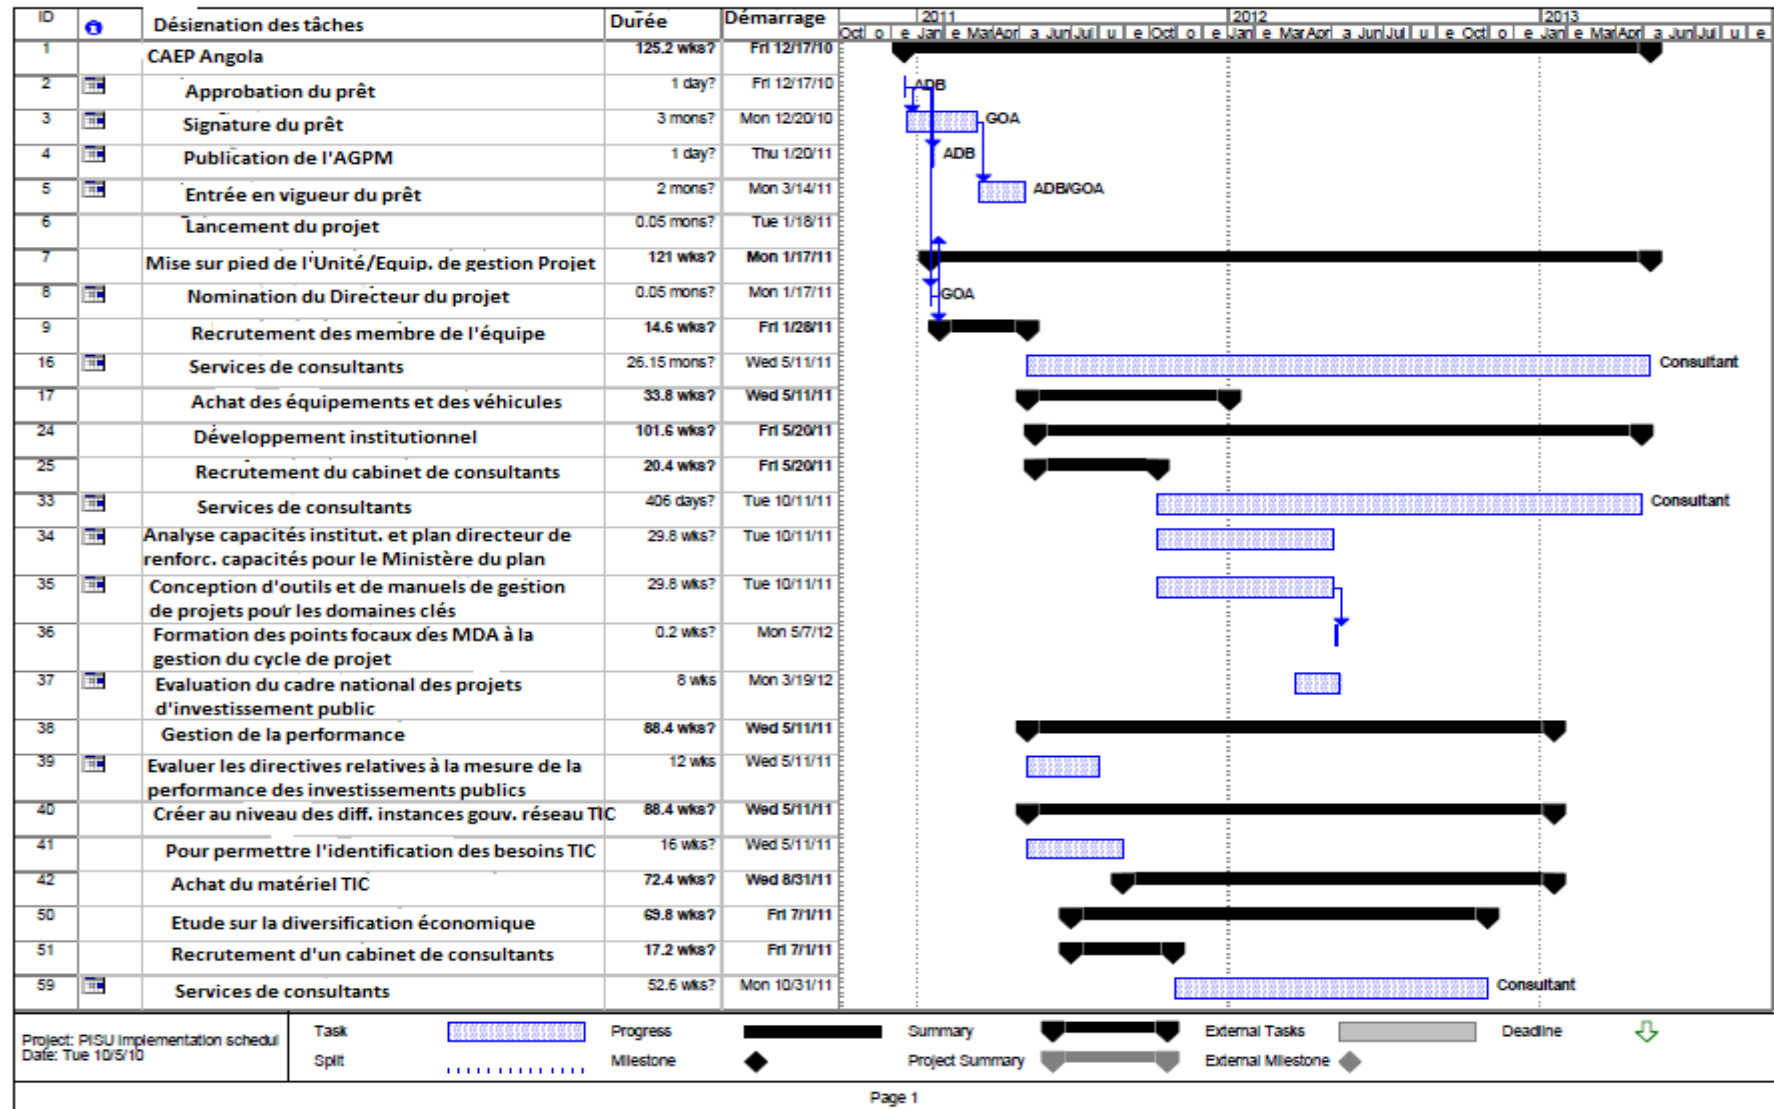 ID Désignation des tâches Durée Démarrage 2011 2012 2013
Oct o e Jan e Mar Apr a Jun Jul u e Oct o e Jan e Mar Apr a Jun Jul u e Oct o e Jan e Mar Apr a Jun Jul u e
1 CAEP Angola 125.2 wks? Fri 12/17/10
2 Approbation du prêt 1 day? Fri 12/17/10 ADB
3 Signature du prêt 3 mons? Mon 12/20/10 GOA
4 Publication de l'AGPM 1 day? Thu 1/20/11 ADB
5 Entrée en vigueur du prêt 2 mons? Mon 3/14/11 ADB/GOA
6 Lancement du projet 0.05 mons? Tue 1/18/11
7 Mise sur pied de l'Unité/Equip. de gestion Projet 121 wks? Mon 1/17/11
8 Nomination du Directeur du projet 0.05 mons? Mon 1/17/11 GOA
9 Recrutement des membre de l'équipe 14.6 wks? Fri 1/28/11
16 Services de consultants 26.15 mons? Wed 5/11/11 Consultant
17 Achat des équipements et des véhicules 33.8 wks? Wed 5/11/11
24 Développement institutionnel 101.6 wks? Fri 5/20/11
25 Recrutement du cabinet de consultants 20.4 wks? Fri 5/20/11
33 Services de consultants 406 days? Tue 10/11/11 Consultant
34 Analyse capacités institut. et plan directeur de 29.8 wks? Tue 10/11/11
renforc. capacités pour le Ministère du plan
35 Conception d'outils et de manuels de gestion 29.8 wks? Tue 10/11/11
de projets pour les domaines clés
36 Formation des points focaux des MDA à la 0.2 wks? Mon 5/7/12
gestion du cycle de projet
37 Evaluation du cadre national des projets 8 wks Mon 3/19/12
d'investissement public
38 Gestion de la performance 88.4 wks? Wed 5/11/11
39 Evaluer les directives relatives à la mesure de la 12 wks Wed 5/11/11
performance des investissements publics
40 Créer au niveau des diff. instances gouv. réseau TIC 88.4 wks? Wed 5/11/11
41 Pour permettre l'identification des besoins TIC 16 wks? Wed 5/11/11
42 Achat du matériel TIC 72.4 wks? Wed 8/31/11
50 Etude sur la diversification économique 69.8 wks? Fri 7/1/11
51 Recrutement d'un cabinet de consultants 17.2 wks? Fri 7/1/11
59 Services de consultants 52.6 wks? Mon 10/31/11 Consultant
Project: PISU Implementation schedul
Date: Tue 10/5/10
Task Progress Summary External Tasks Deadline
Split Milestone Project Summary External Milestone
Page 1